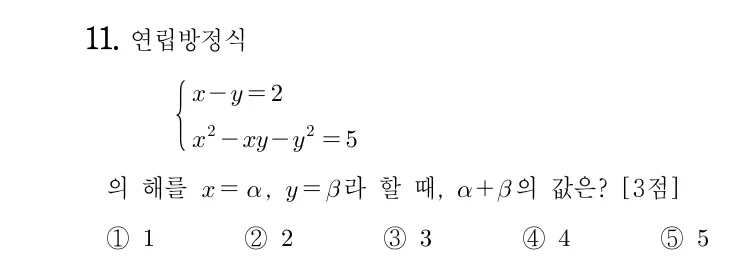 11. 연립방정식
x－y＝2
x²－xy－y²＝5
의 해를 x＝α, y＝β라 할 때, α＋β의 값은? [3점]
① 1 ② 2 ③ 3 ④ 4 ⑤ 5